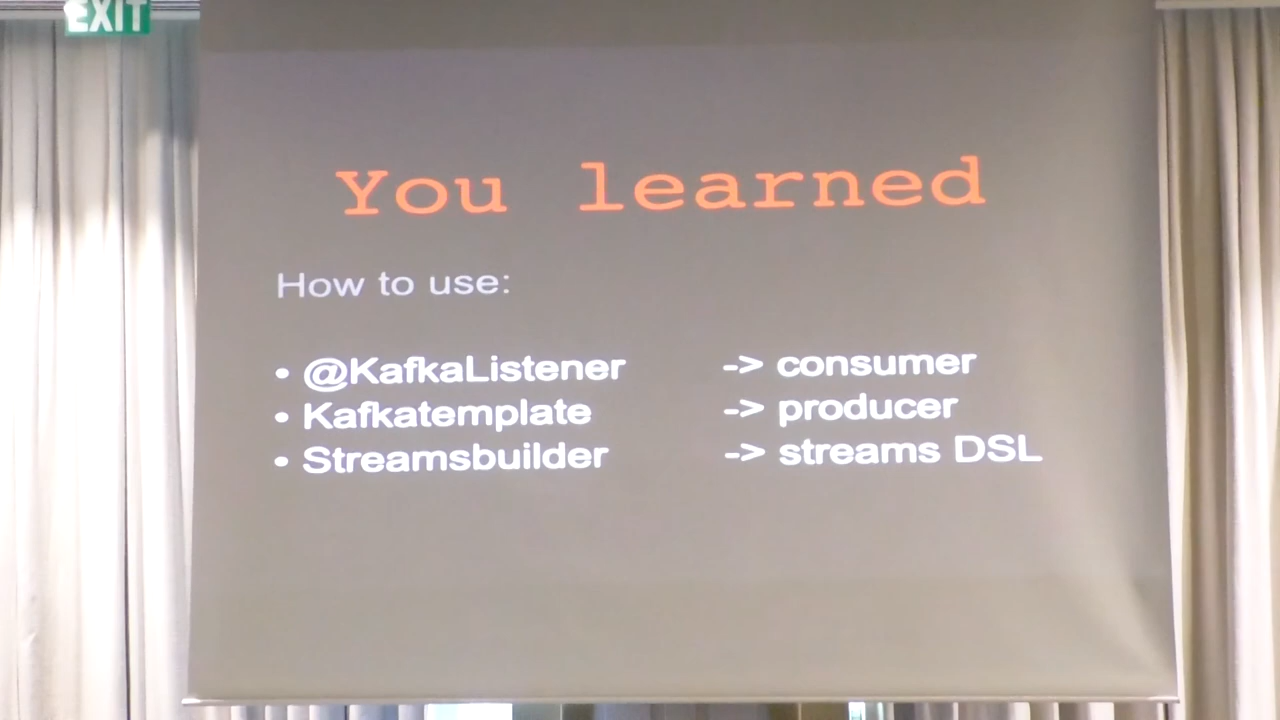 EXIT
You learned
How to use:
• @KafkaListener -> consumer
• Kafkatemplate -> producer
• Streamsbuilder -> streams DSL